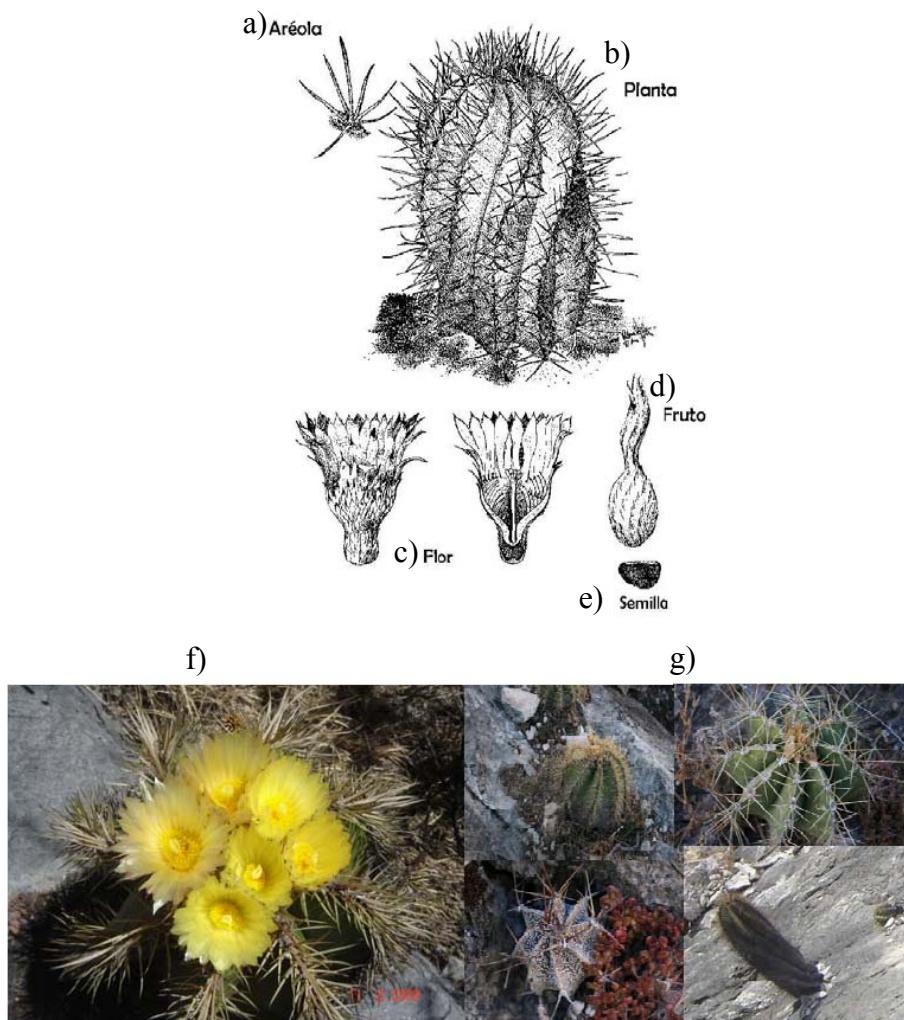 a) Aréola
b)
Planta
d)
Fruto
c) Flor
e) Semilla
f)
g)